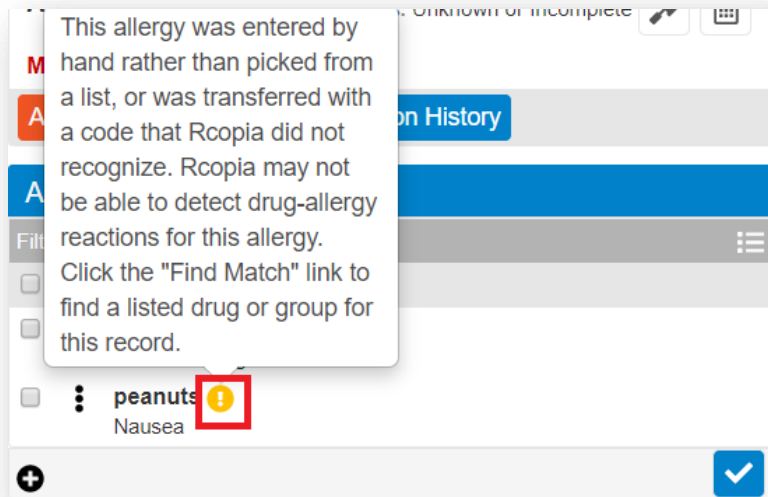 : Unknown or Incomplete
This allergy was entered by
hand rather than picked from
a list, or was transferred with
a code that Rcopia did not
recognize. Rcopia may not
be able to detect drug-allergy
reactions for this allergy.
Click the "Find Match" link to
find a listed drug or group for
this record.
M
A
on History
A
Filt
peanuts
Nausea